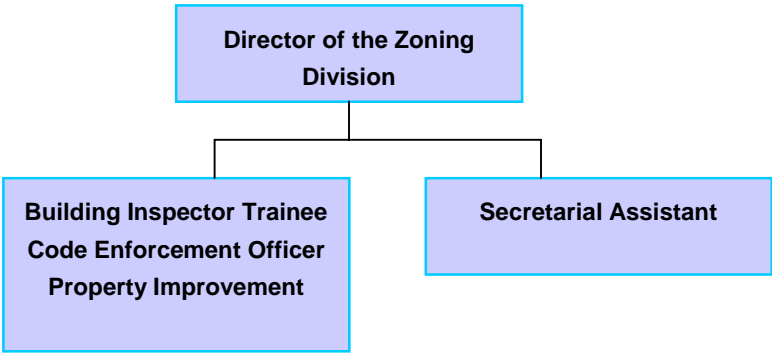 Director of the Zoning
Division
Building Inspector Trainee
Code Enforcement Officer
Property Improvement
Secretarial Assistant